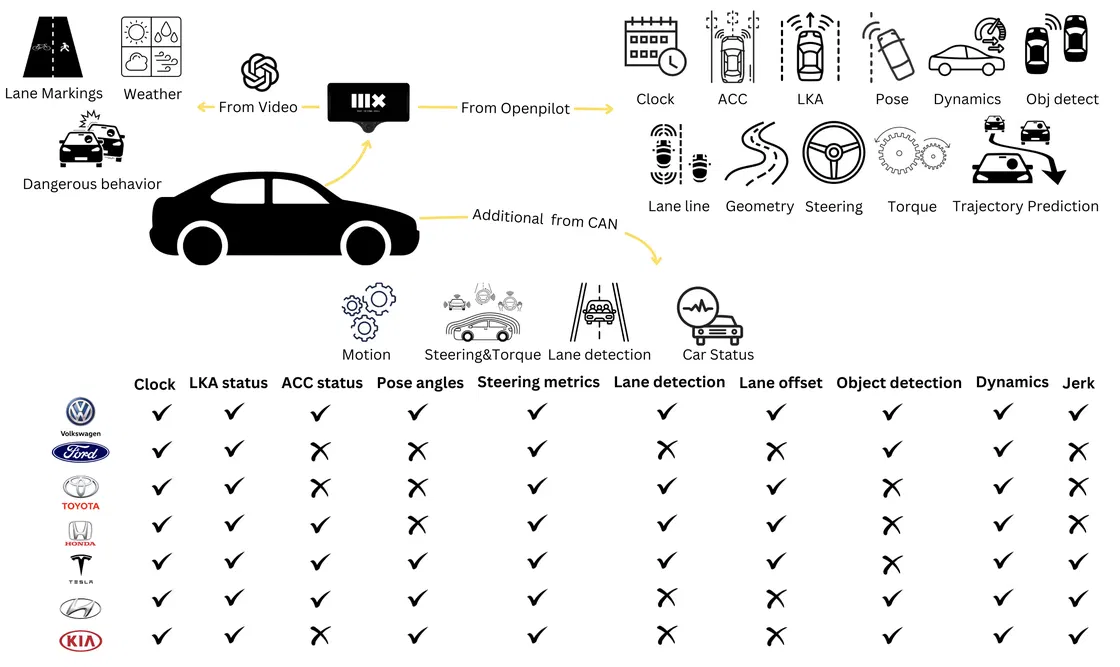 Lane Markings
Weather
From Video
From Openpilot
Clock
ACC
LKA
Pose
Dynamics
Obj detect
Dangerous behavior
Lane line
Geometry
Steering
Torque
Trajectory Prediction
Additional from CAN
Motion
Steering&Torque
Lane detection
Car Status
Clock LKA status ACC status Pose angles Steering metrics Lane detection Lane offset Object detection Dynamics Jerk
Volkswagen
Ford
TOYOTA
HONDA
TESLA
KIA